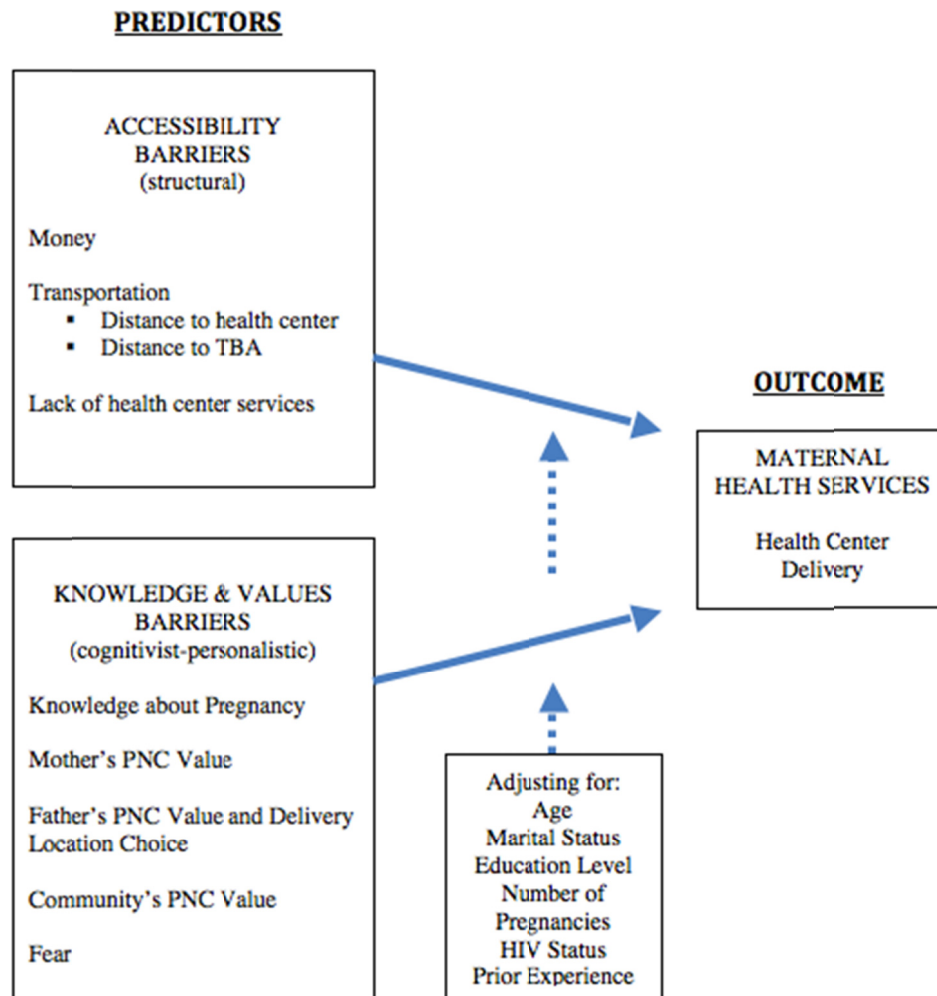 PREDICTORS
ACCESSIBILITY
BARRIERS
(structural)
Money
Transportation
▪ Distance to health center
▪ Distance to TBA
Lack of health center services
KNOWLEDGE & VALUES
BARRIERS
(cognitivist-personalistic)
Knowledge about Pregnancy
Mother's PNC Value
Father's PNC Value and Delivery
Location Choice
Community's PNC Value
Fear
Adjusting for:
Age
Marital Status
Education Level
Number of
Pregnancies
HIV Status
Prior Experience
OUTCOME
MATERNAL
HEALTH SERVICES
Health Center
Delivery